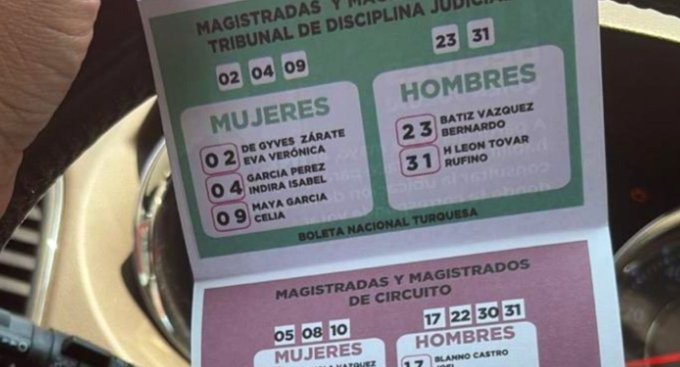 MAGISTRADAS Y
TRIBUNAL DE DISCIPLINA JUDICIAL
02 04 09
23 31
MUJERES
02 DE GYVES ZÁRATE
EVA VERÓNICA
04 GARCIA PEREZ
INDIRA ISABEL
09 MAYA GARCIA
CELIA
HOMBRES
23 BATIZ VAZQUEZ
BERNARDO
31 H LEON TOVAR
RUFINO
BOLETA NACIONAL TURQUESA
MAGISTRADAS Y MAGISTRADOS
DE CIRCUITO
05 08 10
17 22 30 31
MUJERES
HOMBRES
VAZQUEZ
17 BLANNO CASTRO